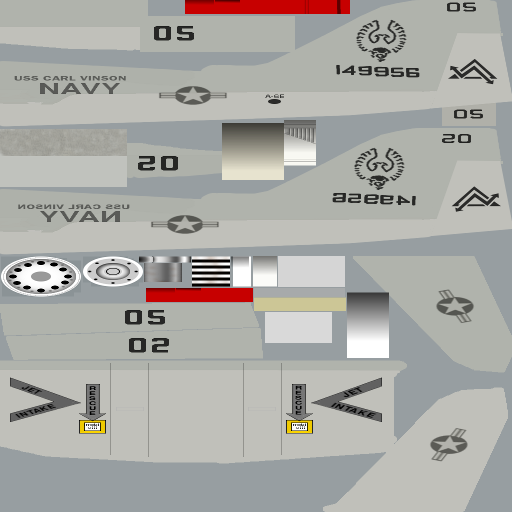 05
05
149956
USS CARL VINSON
NAVY
A-6E
05
20
20
149956
USS CARL VINSON
NAVY
05
02
JET
INTAKE
RESCUE
RESCUE
JET
INTAKE